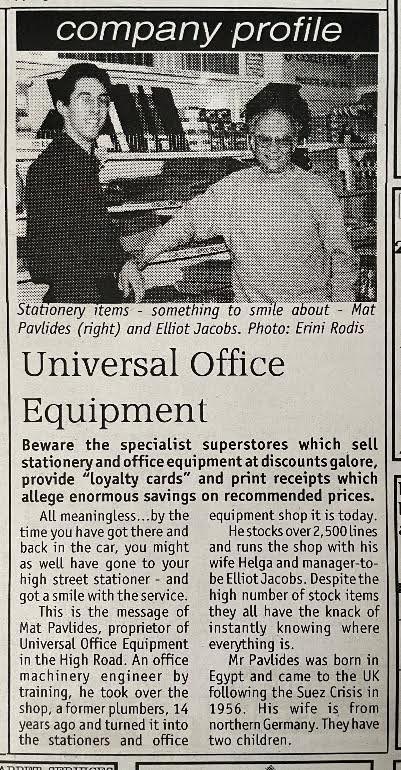 company profile
Stationery items - something to smile about - Mat
Pavlides (right) and Elliot Jacobs. Photo: Erini Rodis
Universal Office
Equipment
Beware the specialist superstores which sell
stationery and office equipment at discounts galore,
provide “loyalty cards” and print receipts which
allege enormous savings on recommended prices.
All meaningless...by the
time you have got there and
back in the car, you might
as well have gone to your
high street stationer - and
got a smile with the service.
This is the message of
Mat Pavlides, proprietor of
Universal Office Equipment
in the High Road. An office
machinery engineer by
training, he took over the
shop, a former plumbers, 14
years ago and turned it into
the stationers and office
equipment shop it is today.
He stocks over 2,500 lines
and runs the shop with his
wife Helga and manager-to-
be Elliot Jacobs. Despite the
high number of stock items
they all have the knack of
instantly knowing where
everything is.
Mr Pavlides was born in
Egypt and came to the UK
following the Suez Crisis in
1956. His wife is from
northern Germany. They have
two children.